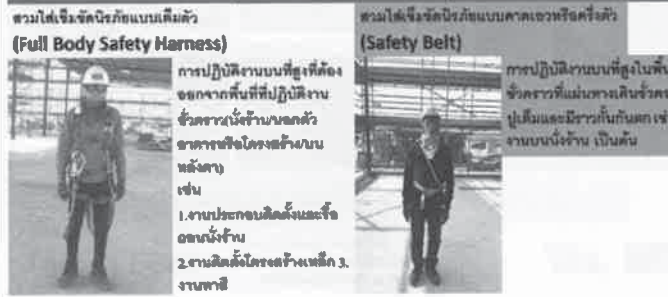 สวมใส่เข็มขัดนิรภัยแบบเต็มตัว
(Full Body Safety Harness)
การปฏิบัติงานบนที่สูงที่ต้อง
ออกจากพื้นที่ที่ปฏิบัติงาน
ชั่วคราว(นั่งร้าน/นอกตัว
อาคารหรือโครงสร้าง/บน
หลังคา)
เช่น
1.งานประกอบติดตั้งและรื้อ
ถอนนั่งร้าน
2.งานติดตั้งโครงสร้างเหล็ก 3.
งานทาสี
สวมใส่เข็มขัดนิรภัยแบบคาดเอวหรือครึ่งตัว
(Safety Belt)
การปฏิบัติงานบนที่สูงในพื้น
ชั่วคราวที่แผ่นทางเดินชั่วคร
ปูเต็มและมีราวกั้นกันตก เช่
งานบนนั่งร้าน เป็นต้น